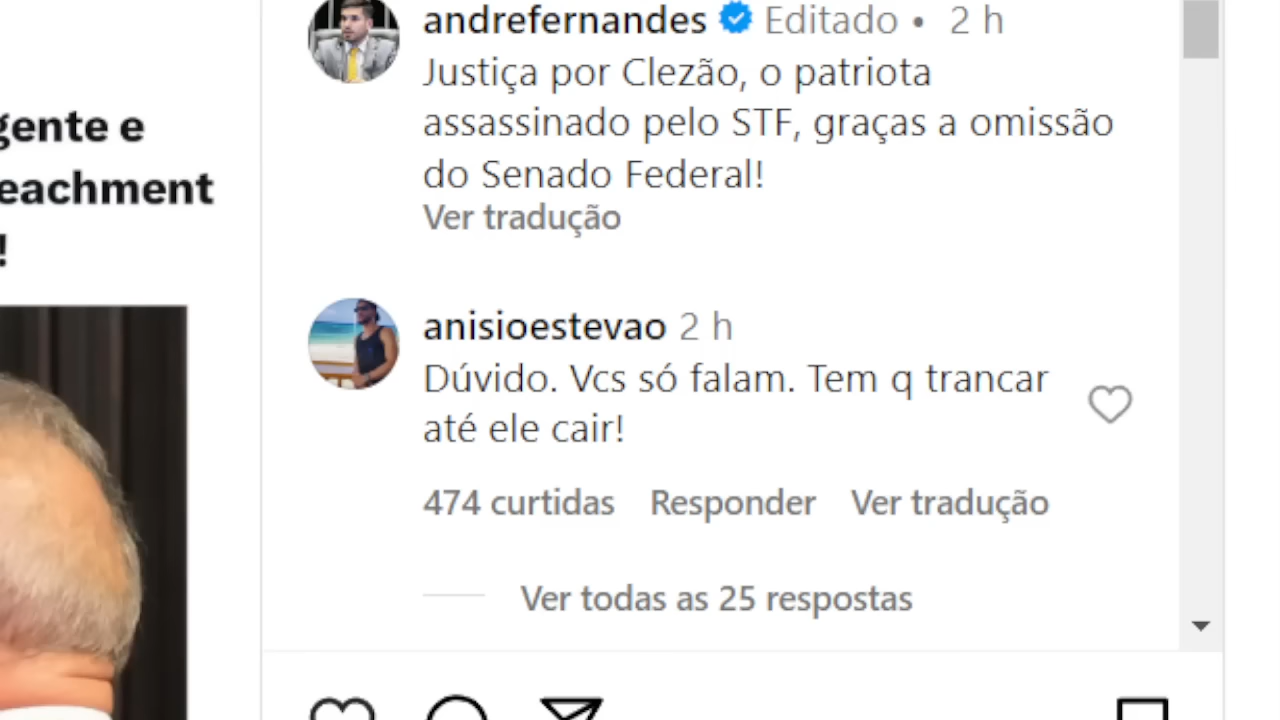 gente e
eachment
!
andrefernandes Editado • 2 h
Justiça por Clezão, o patriota
assassinado pelo STF, graças a omissão
do Senado Federal!
Ver tradução
anisioestevao 2 h
Dúvido. Vcs só falam. Tem q trancar
até ele cair!
474 curtidas Responder Ver tradução
Ver todas as 25 respostas